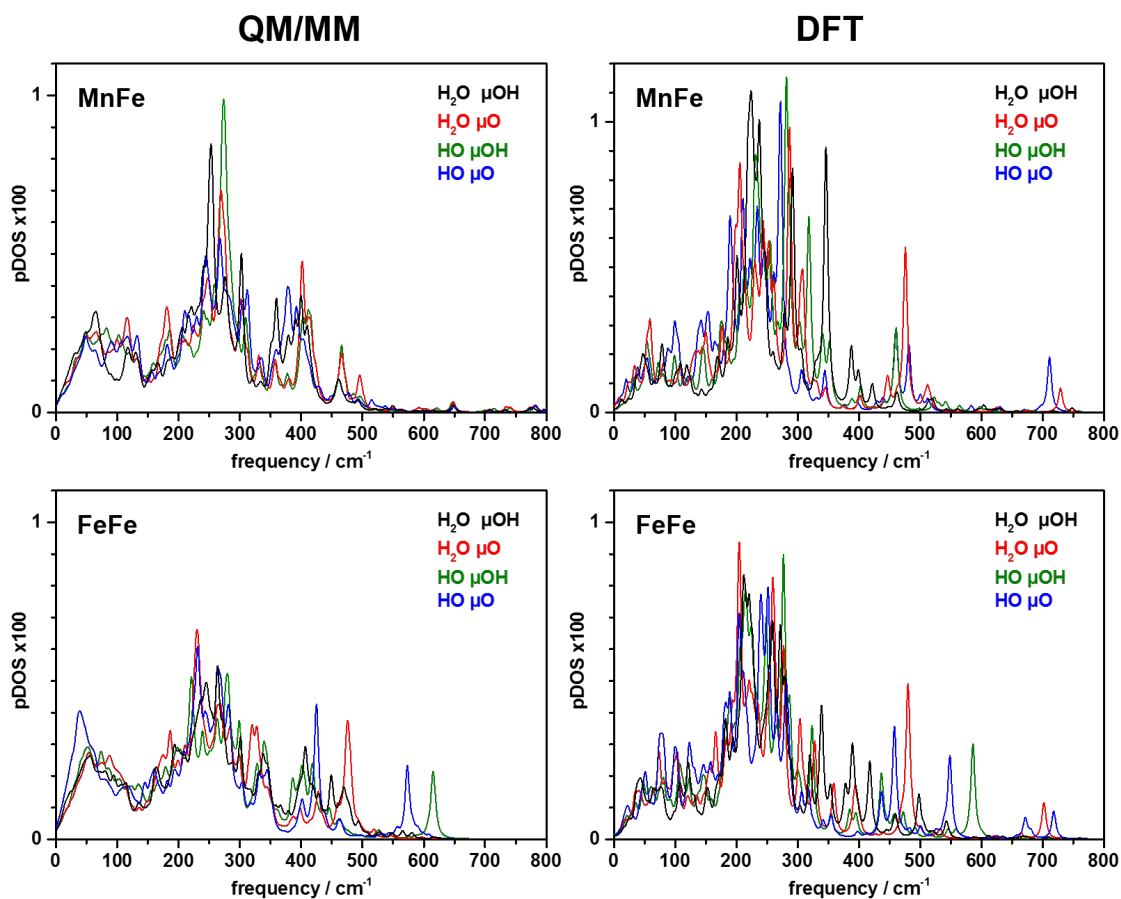 QM/MM
DFT
MnFe
H₂O µOH
H₂O µO
HO µOH
HO µO
1
0
pDOS x100
0 100 200 300 400 500 600 700 800
frequency / cm⁻¹
MnFe
H₂O µOH
H₂O µO
HO µOH
HO µO
1
0
pDOS x100
0 100 200 300 400 500 600 700 800
frequency / cm⁻¹
FeFe
H₂O µOH
H₂O µO
HO µOH
HO µO
1
0
pDOS x100
0 100 200 300 400 500 600 700 800
frequency / cm⁻¹
FeFe
H₂O µOH
H₂O µO
HO µOH
HO µO
1
0
pDOS x100
0 100 200 300 400 500 600 700 800
frequency / cm⁻¹